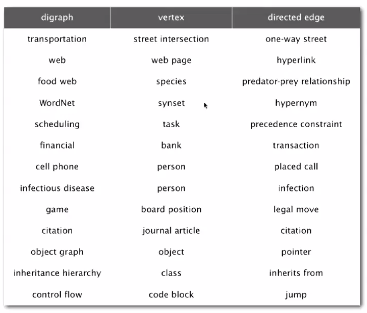 digraph vertex directed edge
transportation street intersection one-way street
web web page hyperlink
food web species predator-prey relationship
WordNet synset hypernym
scheduling task precedence constraint
financial bank transaction
cell phone person placed call
infectious disease person infection
game board position legal move
citation journal article citation
object graph object pointer
inheritance hierarchy class inherits from
control flow code block jump